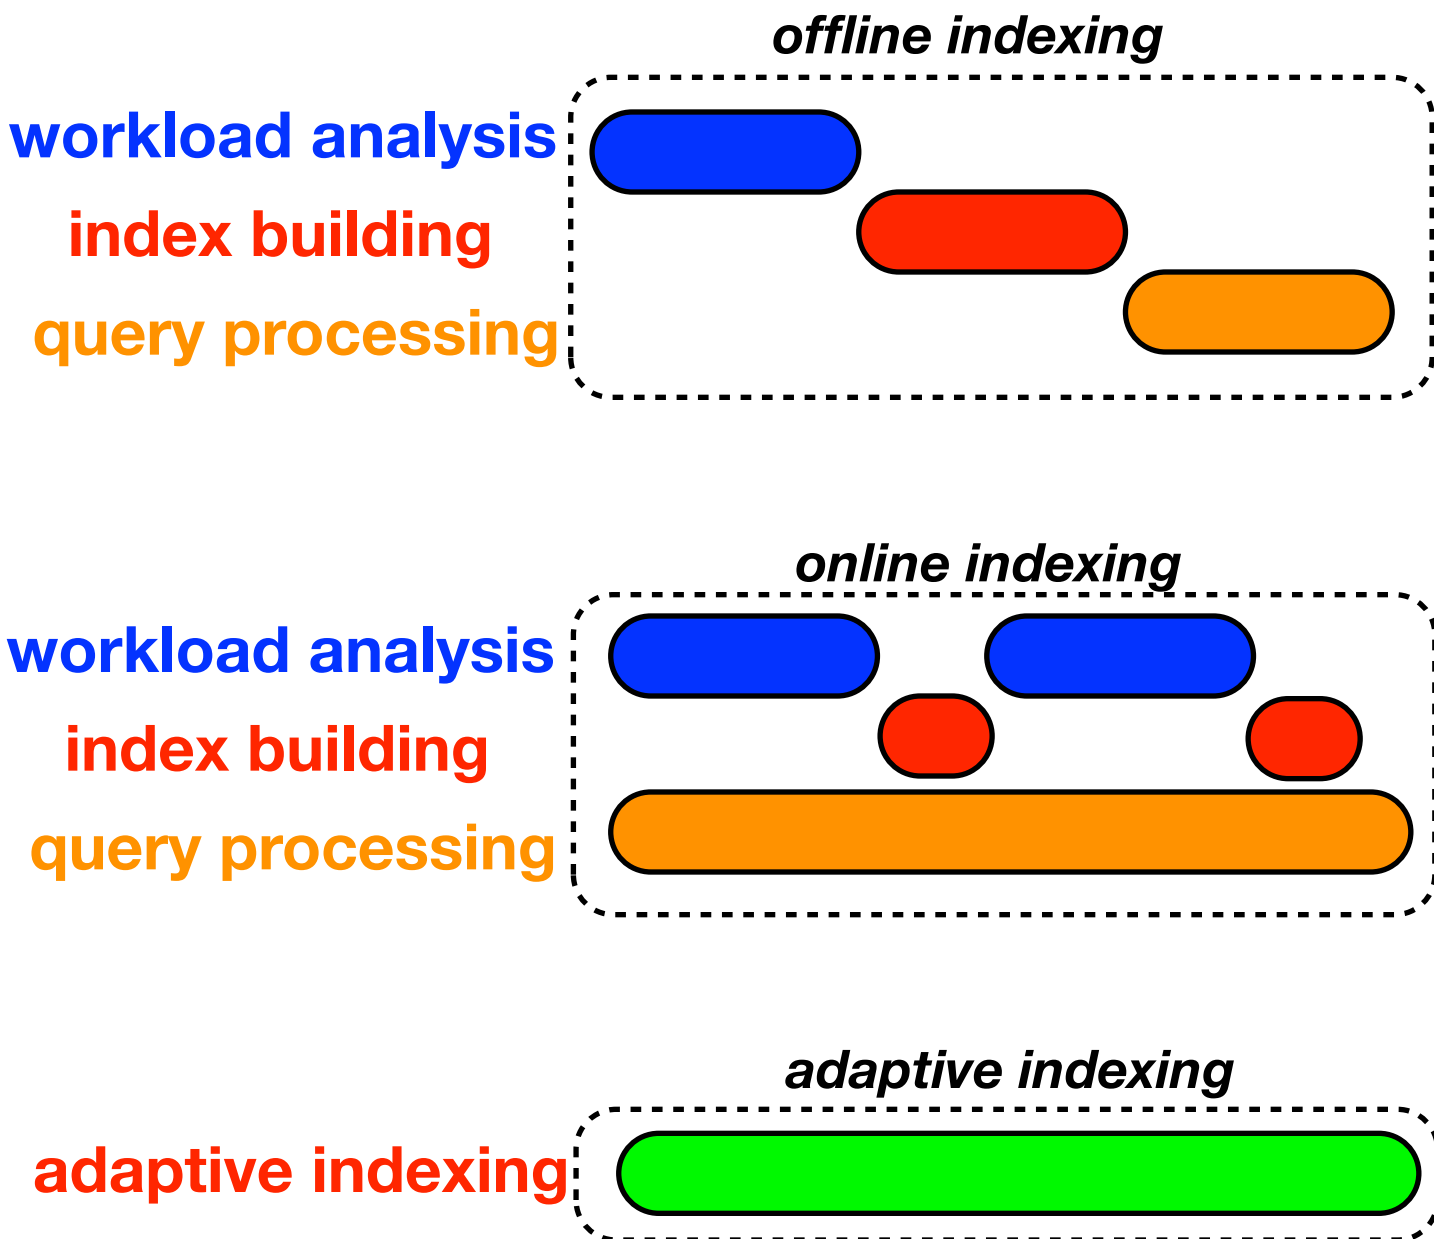 offline indexing
workload analysis
index building
query processing
online indexing
workload analysis
index building
query processing
adaptive indexing
adaptive indexing